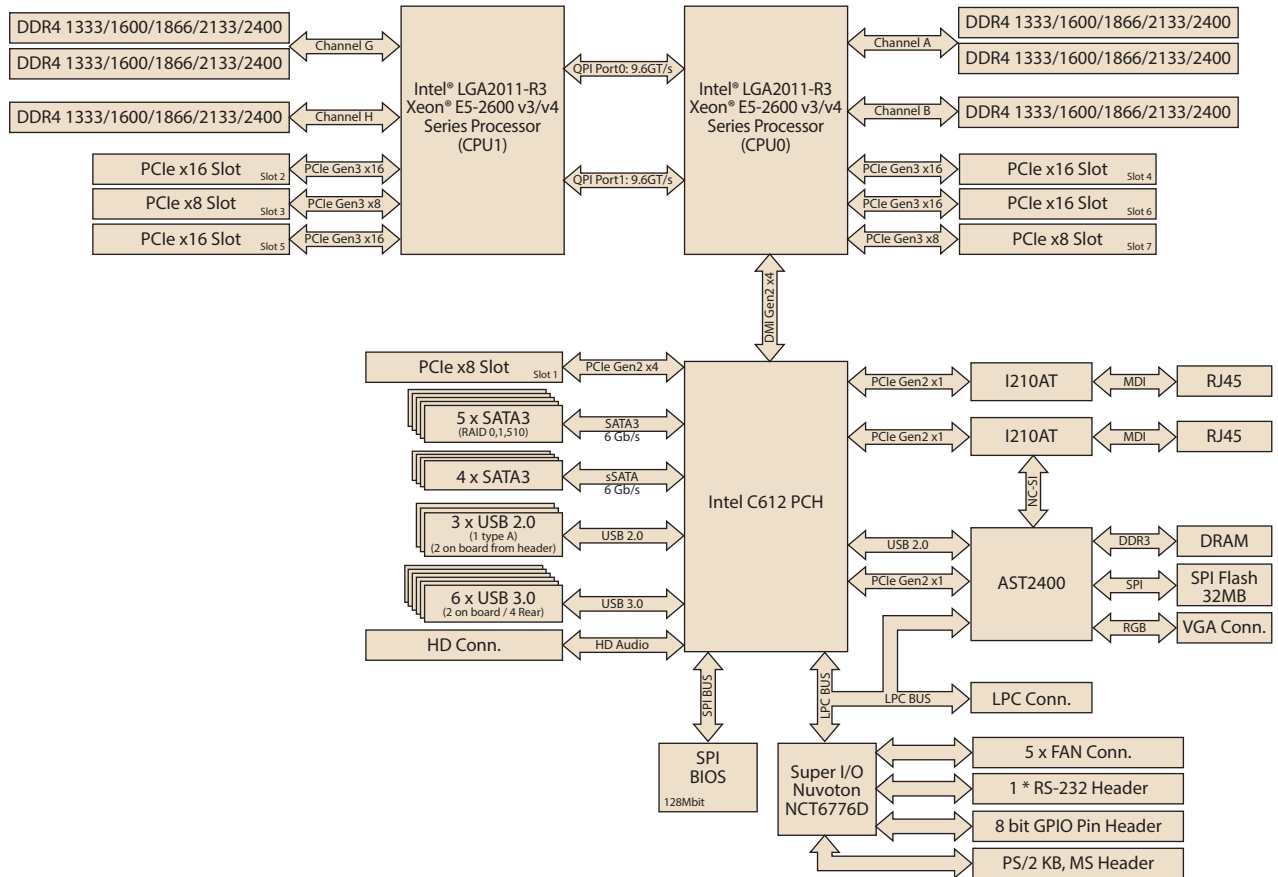 DDR4 1333/1600/1866/2133/2400
DDR4 1333/1600/1866/2133/2400
Channel G
DDR4 1333/1600/1866/2133/2400
Channel H
PCIe x16 Slot
Slot 2
PCIe Gen3 x16
PCIe x8 Slot
Slot 3
PCIe Gen3 x8
PCIe x16 Slot
Slot 5
PCIe Gen3 x16
Intel® LGA2011-R3
Xeon® E5-2600 v3/v4
Series Processor
(CPU1)
QPI Port0: 9.6GT/s
QPI Port1: 9.6GT/s
Intel® LGA2011-R3
Xeon® E5-2600 v3/v4
Series Processor
(CPU0)
Channel A
DDR4 1333/1600/1866/2133/2400
DDR4 1333/1600/1866/2133/2400
Channel B
DDR4 1333/1600/1866/2133/2400
PCIe Gen3 x16
PCIe x16 Slot
Slot 4
PCIe Gen3 x16
PCIe x16 Slot
Slot 6
PCIe Gen3 x8
PCIe x8 Slot
Slot 7
DMI Gen2 x4
PCIe x8 Slot
Slot 1
PCIe Gen2 x4
5 x SATA3
(RAID 0,1,510)
SATA3
6 Gb/s
4 x SATA3
sSATA
6 Gb/s
3 x USB 2.0
(1 type A)
(2 on board from header)
USB 2.0
6 x USB 3.0
(2 on board / 4 Rear)
USB 3.0
HD Conn.
HD Audio
Intel C612 PCH
PCIe Gen2 x1
I210AT
MDI
RJ45
PCIe Gen2 x1
I210AT
MDI
RJ45
NC-SI
USB 2.0
PCIe Gen2 x1
AST2400
DDR3
DRAM
SPI
SPI Flash
32MB
RGB
VGA Conn.
SPI BUS
LPC BUS
LPC BUS
LPC Conn.
SPI
BIOS
128Mbit
Super I/O
Nuvoton
NCT6776D
5 x FAN Conn.
1 * RS-232 Header
8 bit GPIO Pin Header
PS/2 KB, MS Header